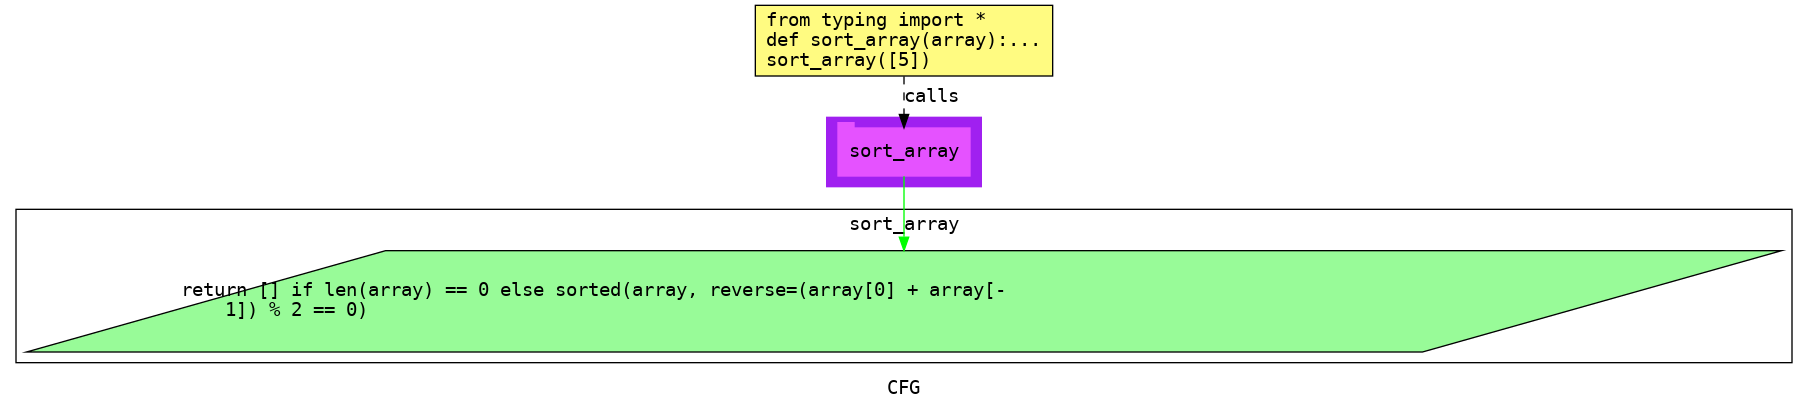 from typing import *
def sort_array(array):...
sort_array([5])
calls
sort_array
sort_array
return [] if len(array) == 0 else sorted(array, reverse=(array[0] + array[-
1]) % 2 == 0)
CFG